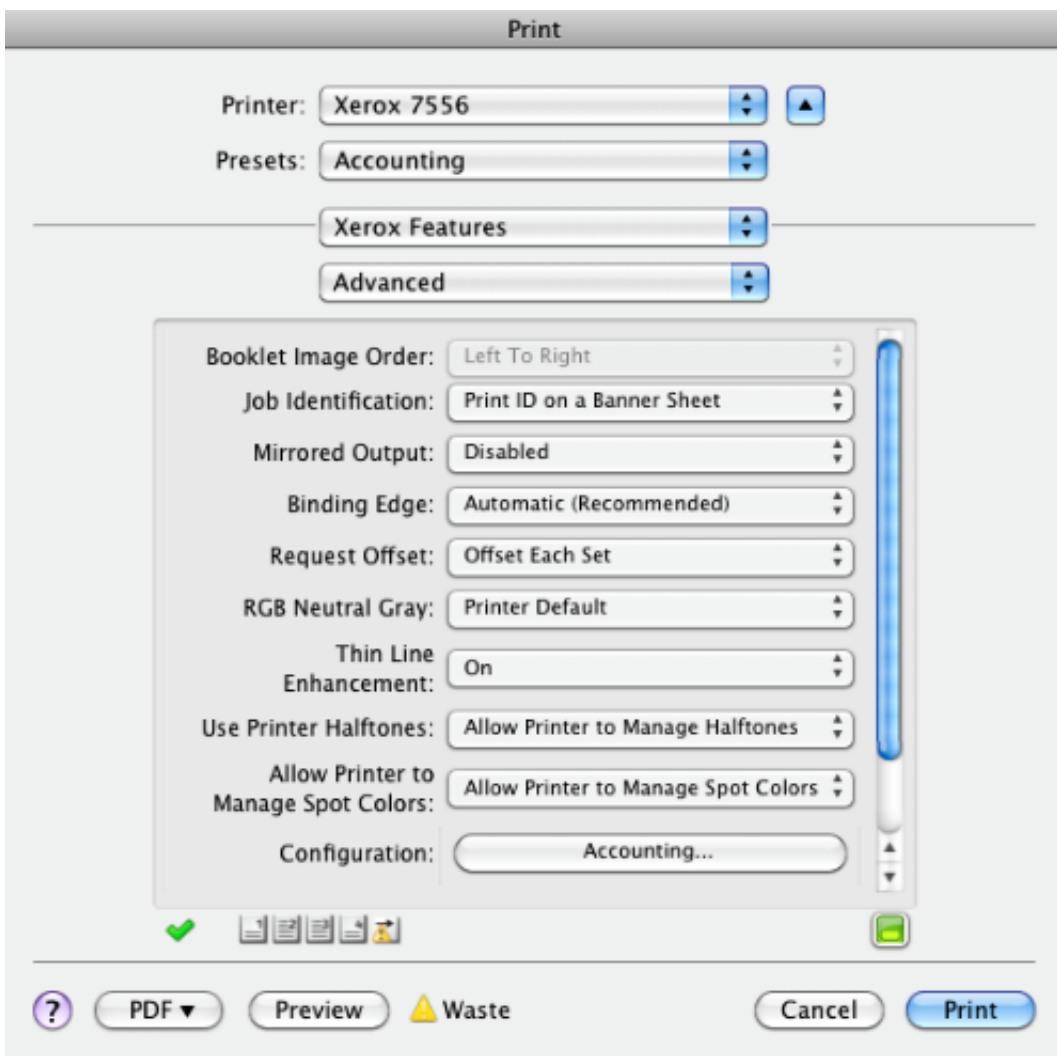 Print
Printer: Xerox 7556
Presets: Accounting
Xerox Features
Advanced
Booklet Image Order: Left To Right
Job Identification: Print ID on a Banner Sheet
Mirrored Output: Disabled
Binding Edge: Automatic (Recommended)
Request Offset: Offset Each Set
RGB Neutral Gray: Printer Default
Thin Line
Enhancement: On
Use Printer Halftones: Allow Printer to Manage Halftones
Allow Printer to
Manage Spot Colors: Allow Printer to Manage Spot Colors
Configuration: Accounting...
? PDF Preview Waste Cancel Print